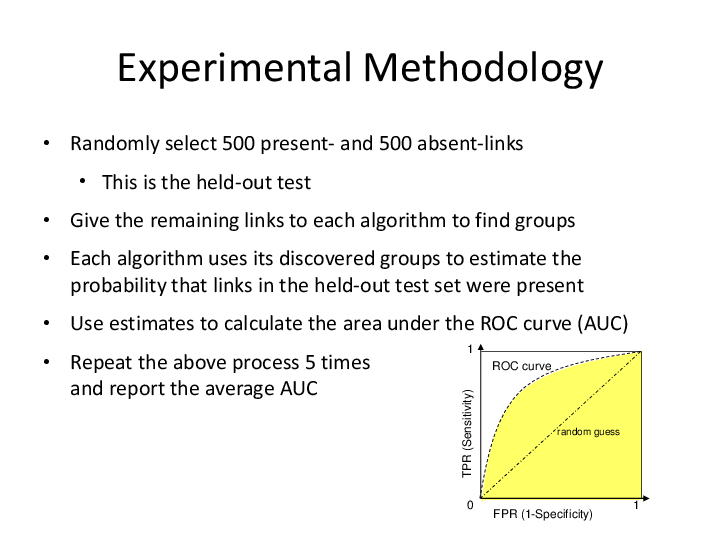 Experimental Methodology
• Randomly select 500 present- and 500 absent-links
• This is the held-out test
• Give the remaining links to each algorithm to find groups
• Each algorithm uses its discovered groups to estimate the
probability that links in the held-out test set were present
• Use estimates to calculate the area under the ROC curve (AUC)
• Repeat the above process 5 times
and report the average AUC
1
ROC curve
random guess
TPR (Sensitivity)
0
1
FPR (1-Specificity)